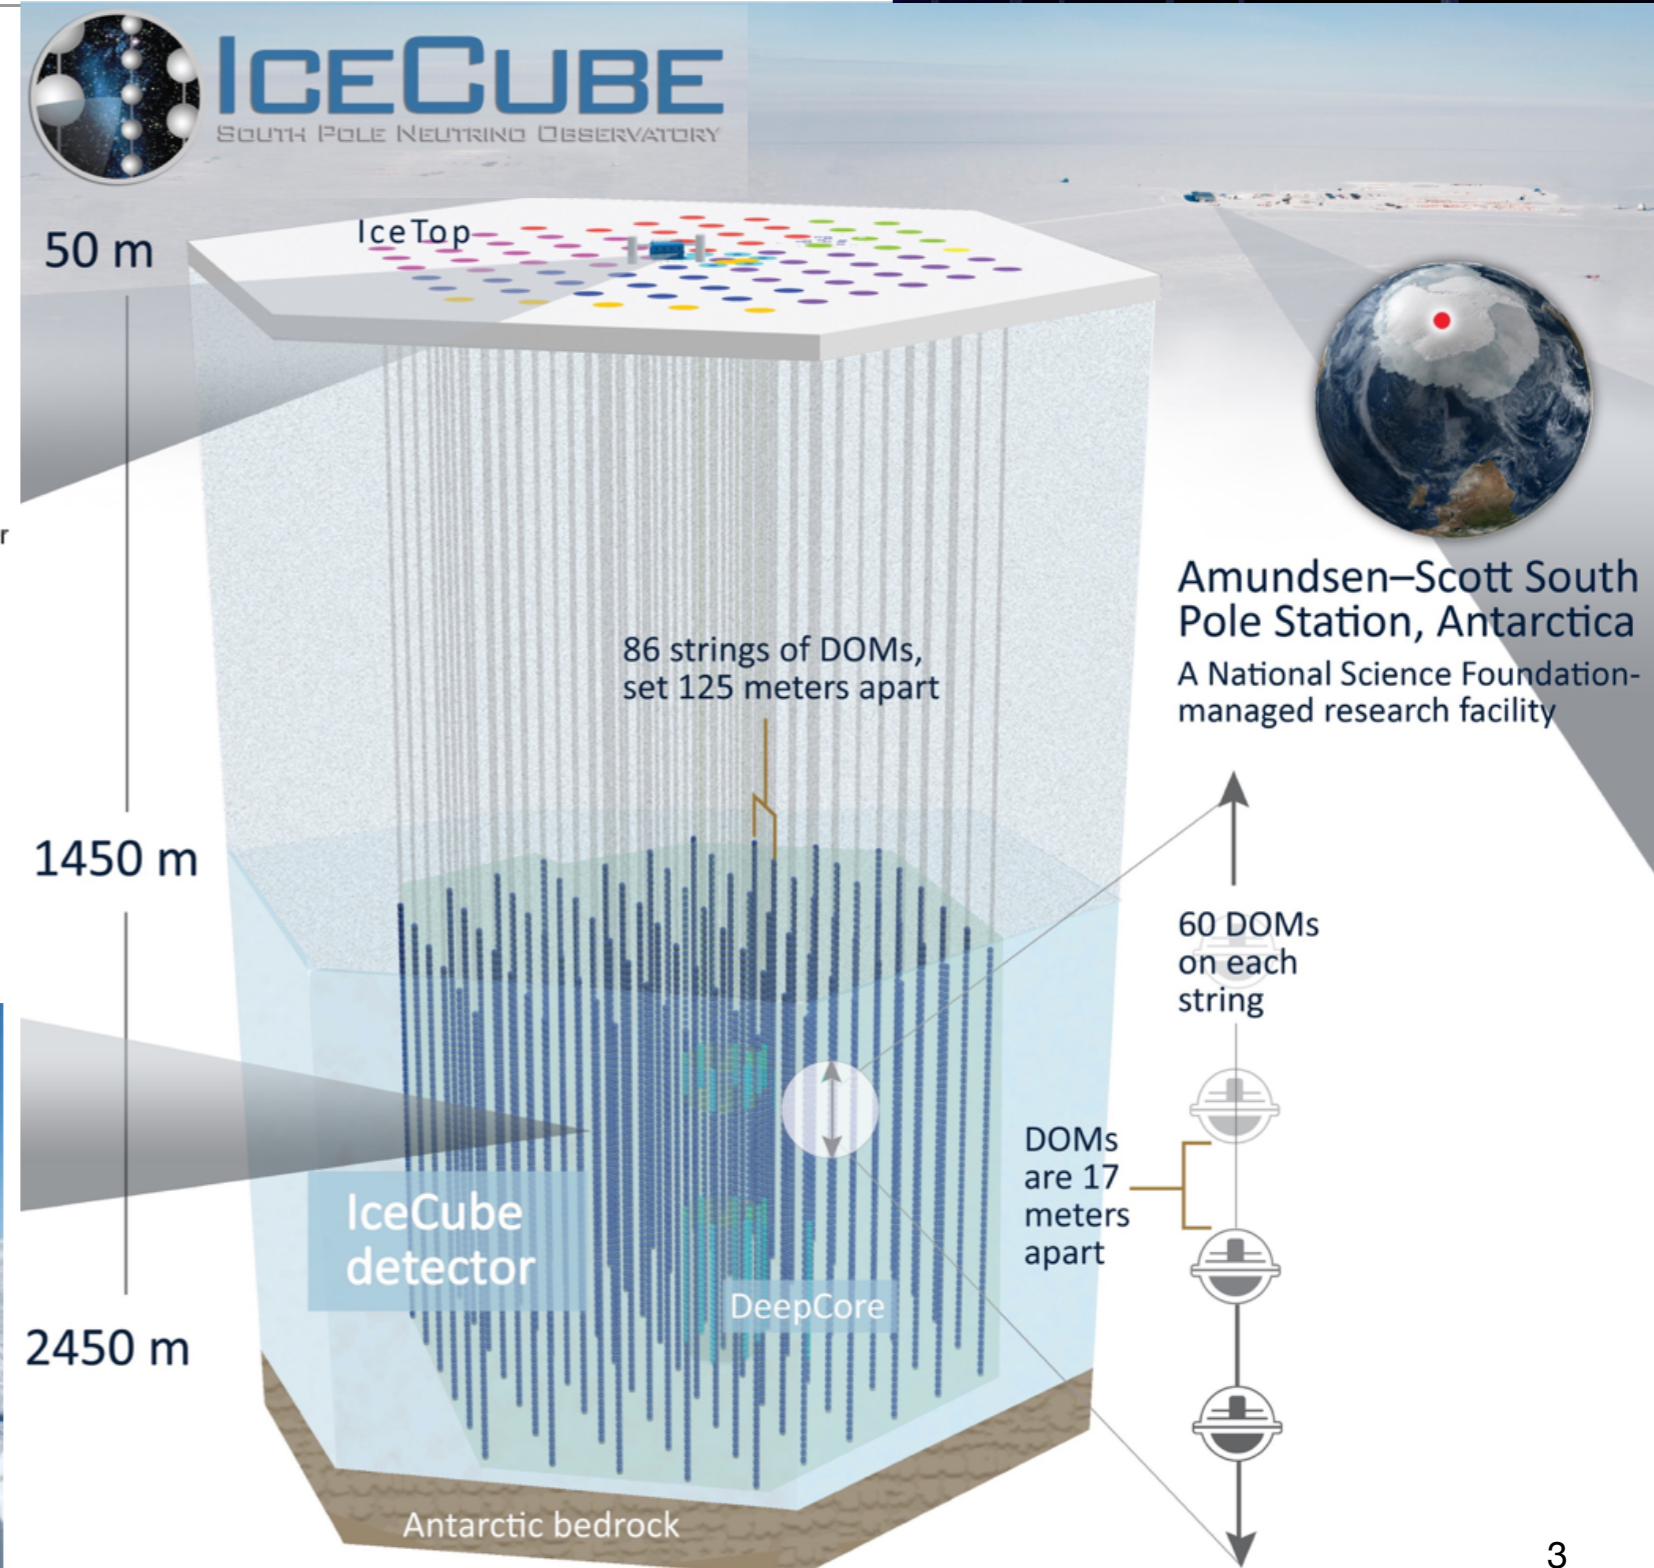 ICECUBE
SOUTH POLE NEUTRINO OBSERVATORY
50 m
IceTop
r
Amundsen–Scott South
Pole Station, Antarctica
A National Science Foundation-
managed research facility
86 strings of DOMs,
set 125 meters apart
1450 m
60 DOMs
on each
string
DOMs
are 17
meters
apart
IceCube
detector
DeepCore
2450 m
Antarctic bedrock
3